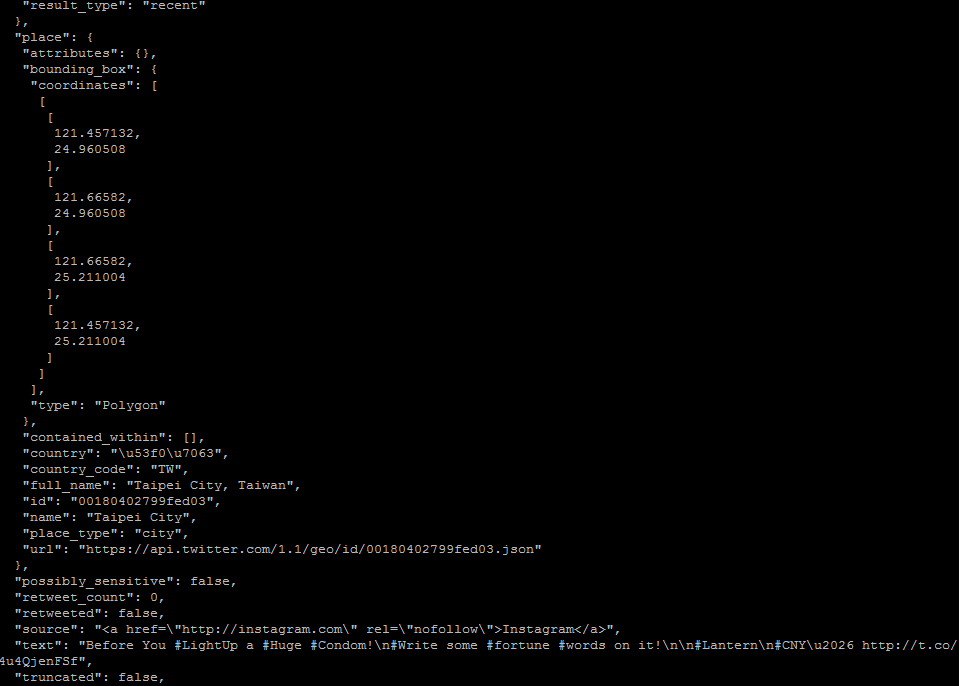 "result_type": "recent"
},
"place": {
"attributes": {},
"bounding_box": {
"coordinates": [
[
[
121.457132,
24.960508
],
[
121.66582,
24.960508
],
[
121.66582,
25.211004
],
[
121.457132,
25.211004
]
]
],
"type": "Polygon"
},
"contained_within": [],
"country": "\u53f0\u7063",
"country_code": "TW",
"full_name": "Taipei City, Taiwan",
"id": "00180402799fed03",
"name": "Taipei City",
"place_type": "city",
"url": "https://api.twitter.com/1.1/geo/id/00180402799fed03.json"
},
"possibly_sensitive": false,
"retweet_count": 0,
"retweeted": false,
"source": "<a href=\"http://instagram.com\" rel=\"nofollow\">Instagram</a>",
"text": "Before You #LightUp a #Huge #Condom!\n#Write some #fortune #words on it!\n\n#Lantern\n#CNY\u2026 http://t.co/
4u4QjenFSf",
"truncated": false,